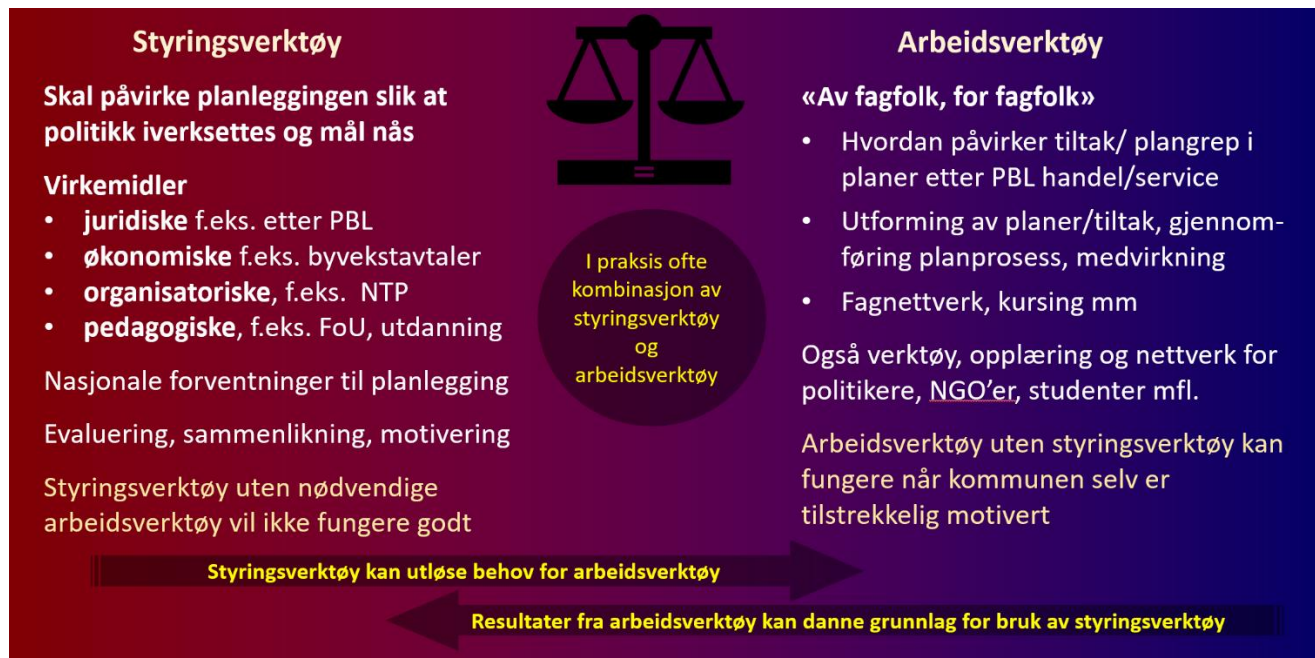 Styringsverktøy
Skal påvirke planleggingen slik at
politikk iverksettes og mål nås
Virkemidler
• juridiske f.eks. etter PBL
• økonomiske f.eks. byvekstavtaler
• organisatoriske, f.eks. NTP
• pedagogiske, f.eks. FoU, utdanning
Nasjonale forventninger til planlegging
Evaluering, sammenlikning, motivering
Styringsverktøy uten nødvendige
arbeidsverktøy vil ikke fungere godt
I praksis ofte
kombinasjon av
styringsverktøy
og
arbeidsverktøy
Arbeidsverktøy
«Av fagfolk, for fagfolk»
• Hvordan påvirker tiltak/ plangrep i
planer etter PBL handel/service
• Utforming av planer/tiltak, gjennom-
føring planprosess, medvirkning
• Fagnettverk, kursing mm
Også verktøy, opplæring og nettverk for
politikere, NGO’er, studenter mfl.
Arbeidsverktøy uten styringsverktøy kan
fungere når kommunen selv er
tilstrekkelig motivert
Styringsverktøy kan utløse behov for arbeidsverktøy
Resultater fra arbeidsverktøy kan danne grunnlag for bruk av styringsverktøy